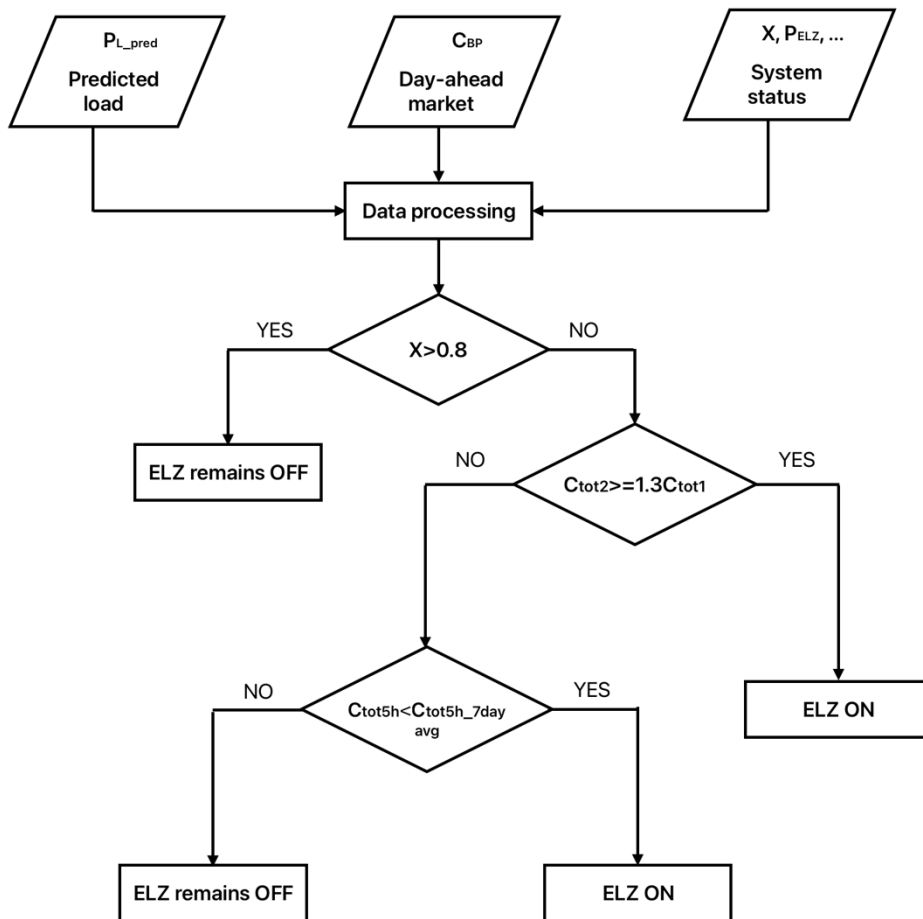 PL_pred
Predicted
load
CBP
Day-ahead
market
X, PELZ, ...
System
status
Data processing
YES
NO
X>0.8
ELZ remains OFF
NO
YES
Ctot2>=1.3Ctot1
NO
YES
Ctot5h<Ctot5h_7day
avg
ELZ ON
ELZ remains OFF
ELZ ON